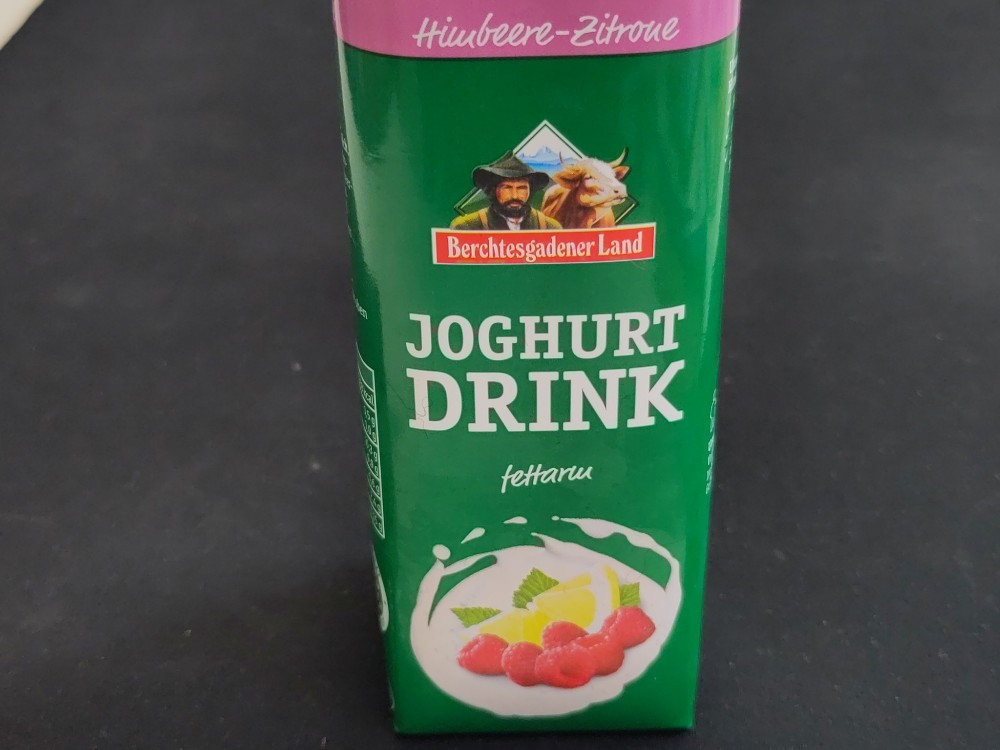 Himbeere-Zitrone
Berchtesgadener Land
JOGHURT
DRINK
fettarm